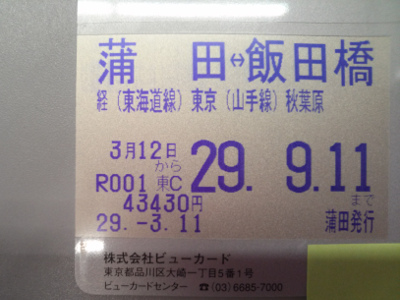 蒲 田↔飯田橋
経（東海道線）東京（山手線）秋葉原
3月12日から 29. 9.11まで
R001 東C
43430円
29.-3.11 蒲田発行
株式会社ビューカード
東京都品川区大崎一丁目5番1号
ビューカードセンター ☎(03)6685-7000